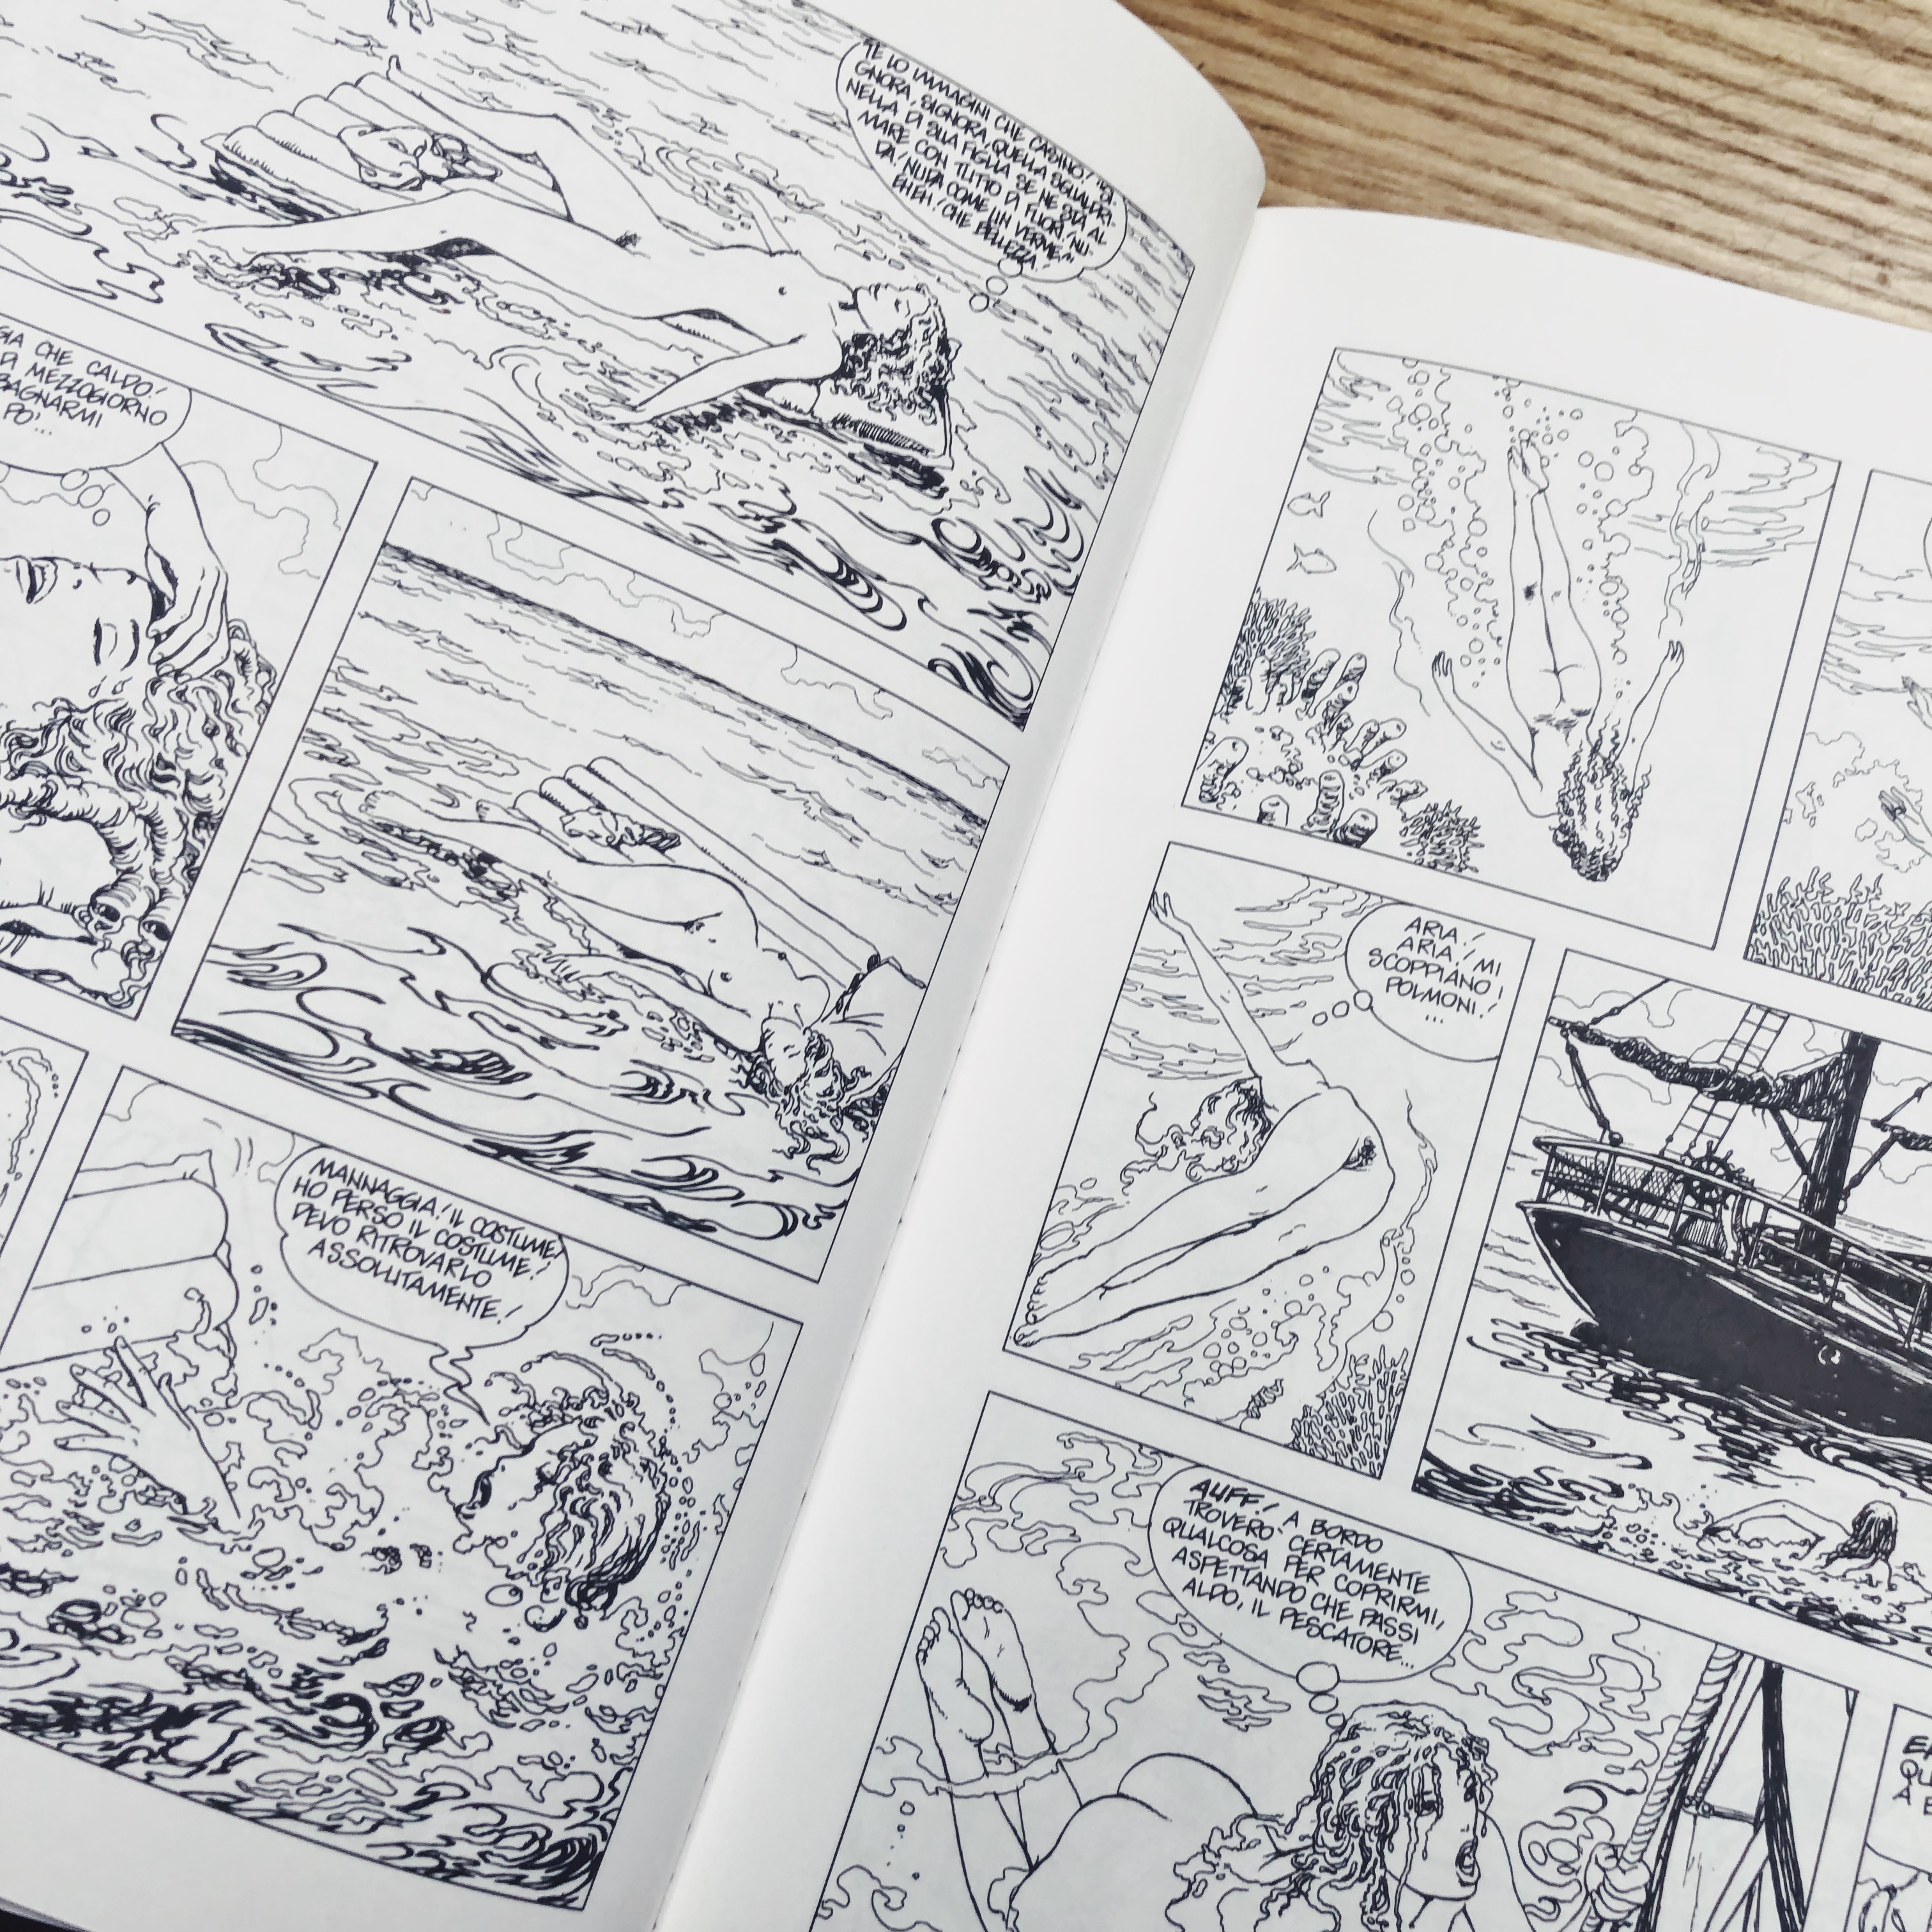 TE LO IMMAGINI CHE CASINO! "SI-
GNORA, SIGNORA, QUELLA SGUALDRI-
NELLA DI SUA FIGLIA SE NE STÀ AL
MARE CON TUTTO DI FUORI, NU-
DA! NUDA COME UN VERME..."
EHEH! CHE BELLEZZA!
CHE CALDO!
DI MEZZOGIORNO
BAGNARMI
PO'...
MANNAGGIA! IL COSTUME!
HO PERSO IL COSTUME!
DEVO RITROVARLO
ASSOLUTAMENTE!
ARIA!
ARIA! MI
SCOPPIANO I
POLMONI!
...
AUFF! A BORDO
TROVERO' CERTAMENTE
QUALCOSA PER COPRIRMI,
ASPETTANDO CHE PASSI
ALDO, IL PESCATORE...